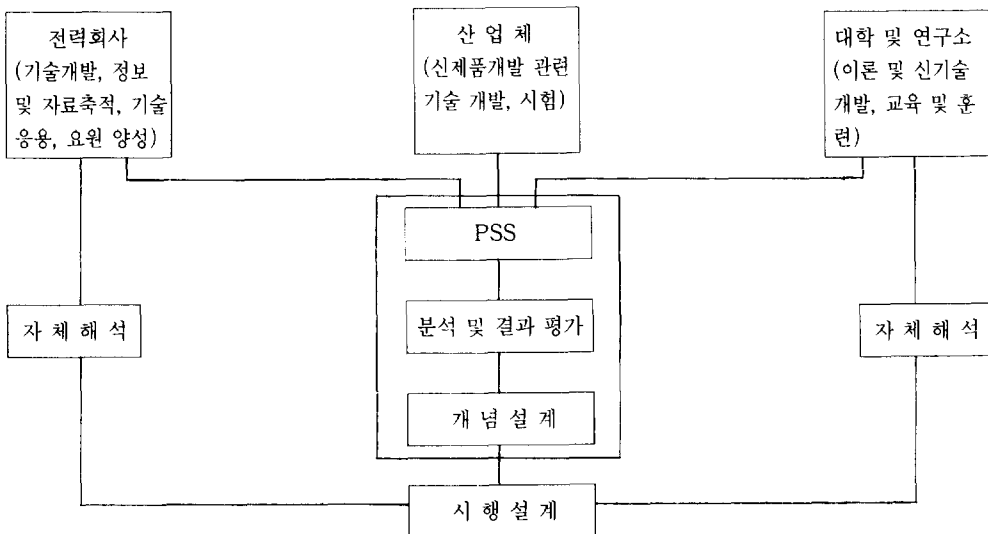 전력회사
(기술개발, 정보
및 자료축적, 기술
응용, 요원 양성)
산 업 체
(신제품개발 관련
기술 개발, 시험)
대학 및 연구소
(이론 및 신기술
개발, 교육 및 훈
련)
PSS
자 체 해 석
분석 및 결과 평가
자 체 해 석
개 념 설 계
시 행 설 계